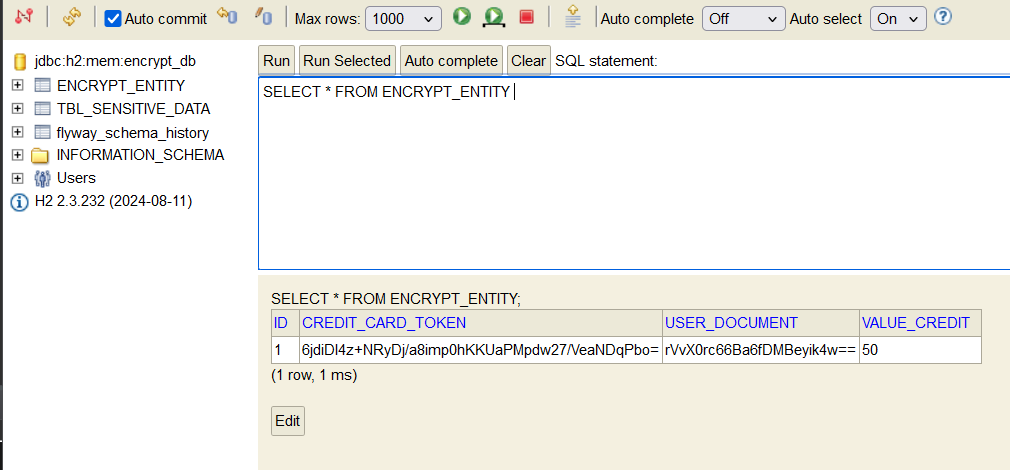 Auto commit Max rows: 1000 Auto complete Off Auto select On
jdbc:h2:mem:encrypt_db
ENCRYPT_ENTITY
TBL_SENSITIVE_DATA
flyway_schema_history
INFORMATION_SCHEMA
Users
H2 2.3.232 (2024-08-11)
Run Run Selected Auto complete Clear SQL statement:
SELECT * FROM ENCRYPT_ENTITY
SELECT * FROM ENCRYPT_ENTITY;
ID CREDIT_CARD_TOKEN USER_DOCUMENT VALUE_CREDIT
1 6jdiDl4z+NRyDj/a8imp0hKKUaPMpdw27/VeaNDqPbo= rVvX0rc66Ba6fDMBeyik4w== 50
(1 row, 1 ms)
Edit